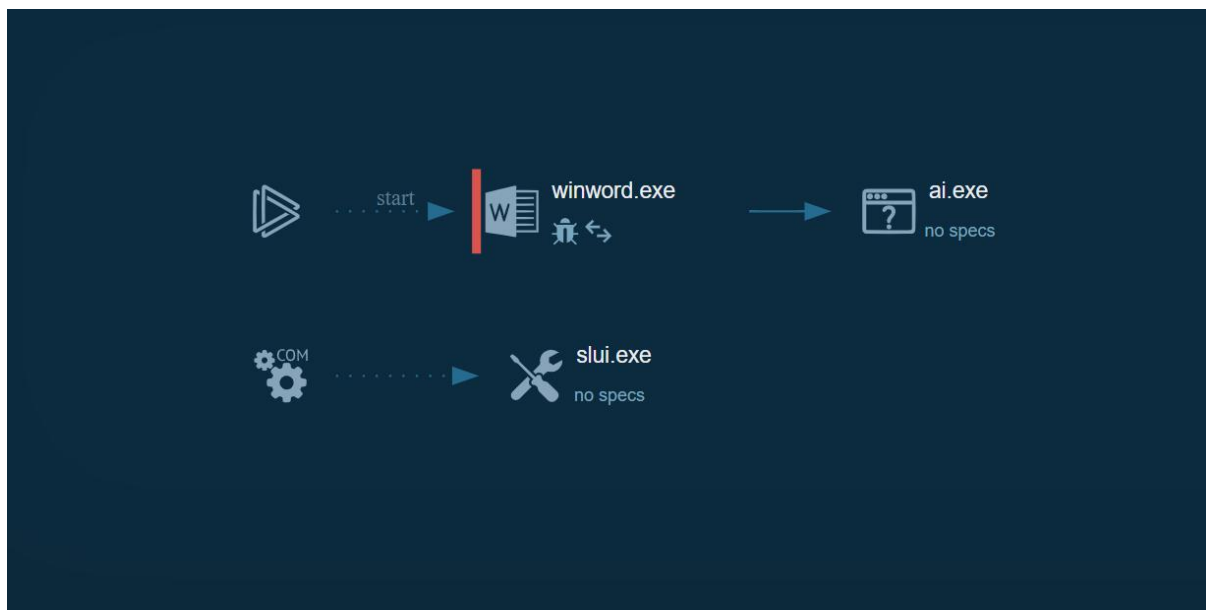 start
winword.exe
ai.exe
no specs
COM
slui.exe
no specs